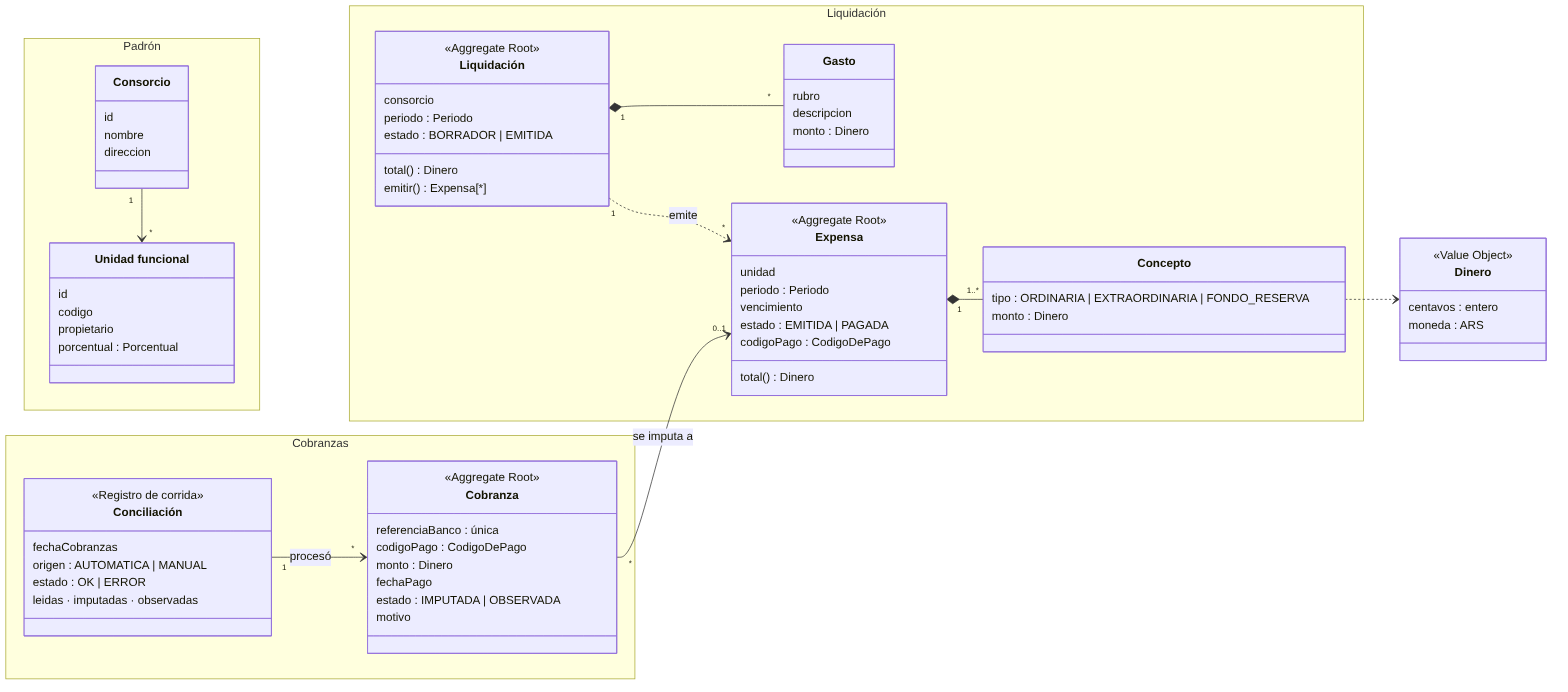 Padrón
Consorcio
id
nombre
direccion
1
*
Unidad funcional
id
codigo
propietario
porcentual : Porcentual
Liquidación
«Aggregate Root»
Liquidación
consorcio
periodo : Periodo
estado : BORRADOR | EMITIDA
total() : Dinero
emitir() : Expensa[*]
1
*
Gasto
rubro
descripcion
monto : Dinero
1
emite
*
«Aggregate Root»
Expensa
unidad
periodo : Periodo
vencimiento
estado : EMITIDA | PAGADA
codigoPago : CodigoDePago
total() : Dinero
1
1..*
Concepto
tipo : ORDINARIA | EXTRAORDINARIA | FONDO_RESERVA
monto : Dinero
«Value Object»
Dinero
centavos : entero
moneda : ARS
0..1
se imputa a
*
Cobranzas
«Registro de corrida»
Conciliación
fechaCobranzas
origen : AUTOMATICA | MANUAL
estado : OK | ERROR
leidas · imputadas · observadas
1
procesó
*
«Aggregate Root»
Cobranza
referenciaBanco : única
codigoPago : CodigoDePago
monto : Dinero
fechaPago
estado : IMPUTADA | OBSERVADA
motivo